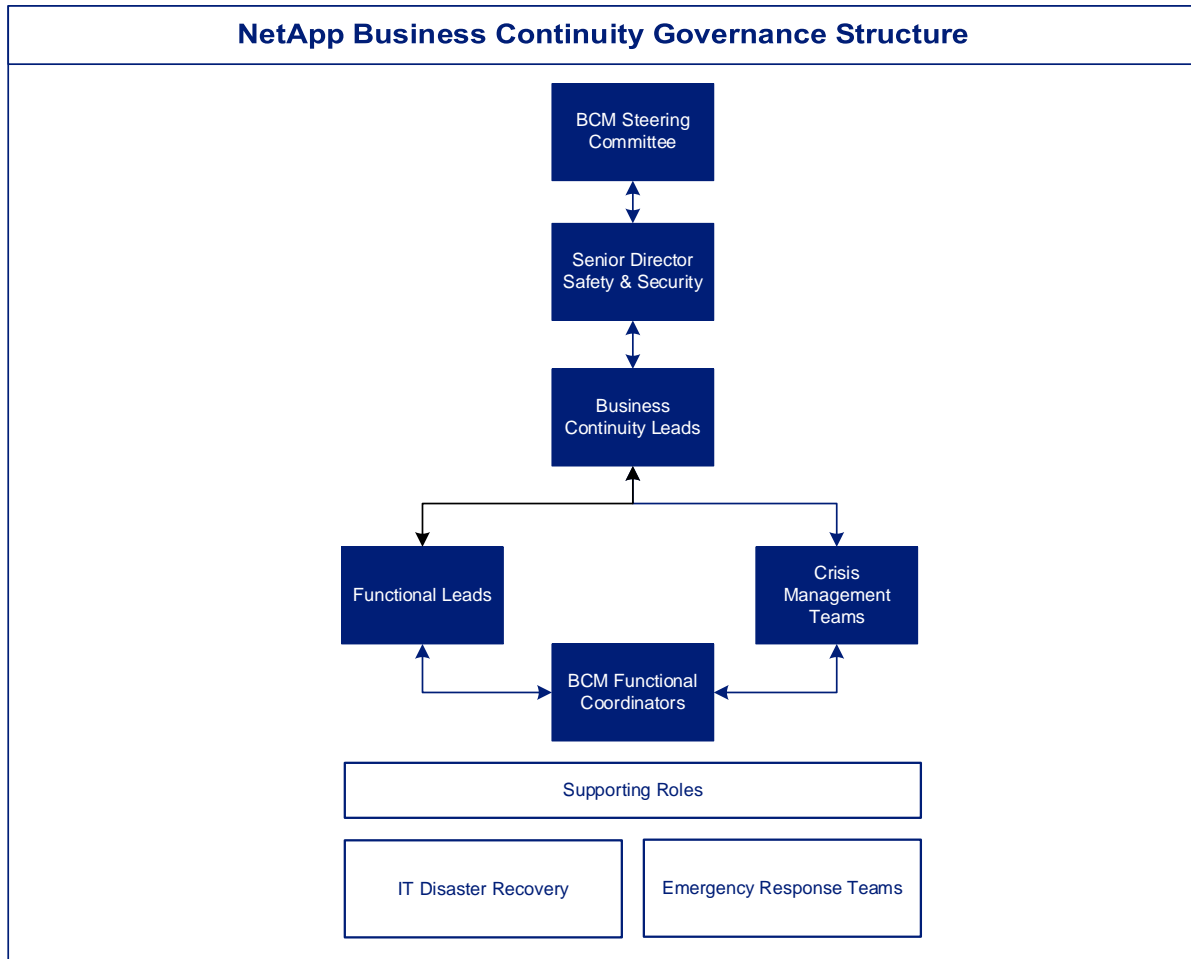 NetApp Business Continuity Governance Structure
BCM Steering
Committee
Senior Director
Safety & Security
Business
Continuity Leads
Functional Leads
Crisis
Management
Teams
BCM Functional
Coordinators
Supporting Roles
IT Disaster Recovery
Emergency Response Teams